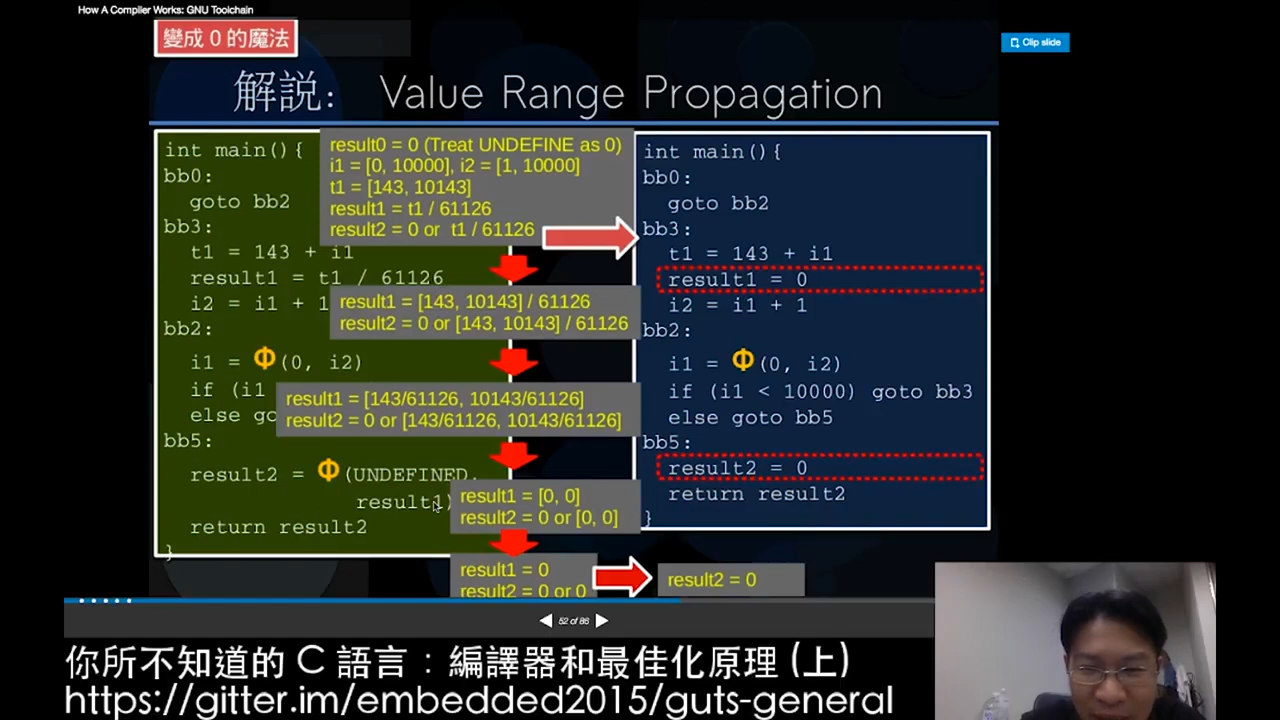 How A Compiler Works: GNU Toolchain
變成 0 的魔法
Clip slide
解説: Value Range Propagation
int main(){
bb0:
goto bb2
bb3:
t1 = 143 + i1
result1 = t1 / 61126
i2 = i1 + 1
bb2:
i1 = Φ(0, i2)
if (i1
else go
bb5:
result2 = Φ(UNDEFINED,
result1)
return result2
}
result0 = 0 (Treat UNDEFINE as 0)
i1 = [0, 10000], i2 = [1, 10000]
t1 = [143, 10143]
result1 = t1 / 61126
result2 = 0 or t1 / 61126
result1 = [143, 10143] / 61126
result2 = 0 or [143, 10143] / 61126
result1 = [143/61126, 10143/61126]
result2 = 0 or [143/61126, 10143/61126]
result1 = [0, 0]
result2 = 0 or [0, 0]
result1 = 0
result2 = 0 or 0
result2 = 0
int main(){
bb0:
goto bb2
bb3:
t1 = 143 + i1
result1 = 0
i2 = i1 + 1
bb2:
i1 = Φ(0, i2)
if (i1 < 10000) goto bb3
else goto bb5
bb5:
result2 = 0
return result2
}
52 of 86
你所不知道的 C 語言：編譯器和最佳化原理 (上)
https://gitter.im/embedded2015/guts-general